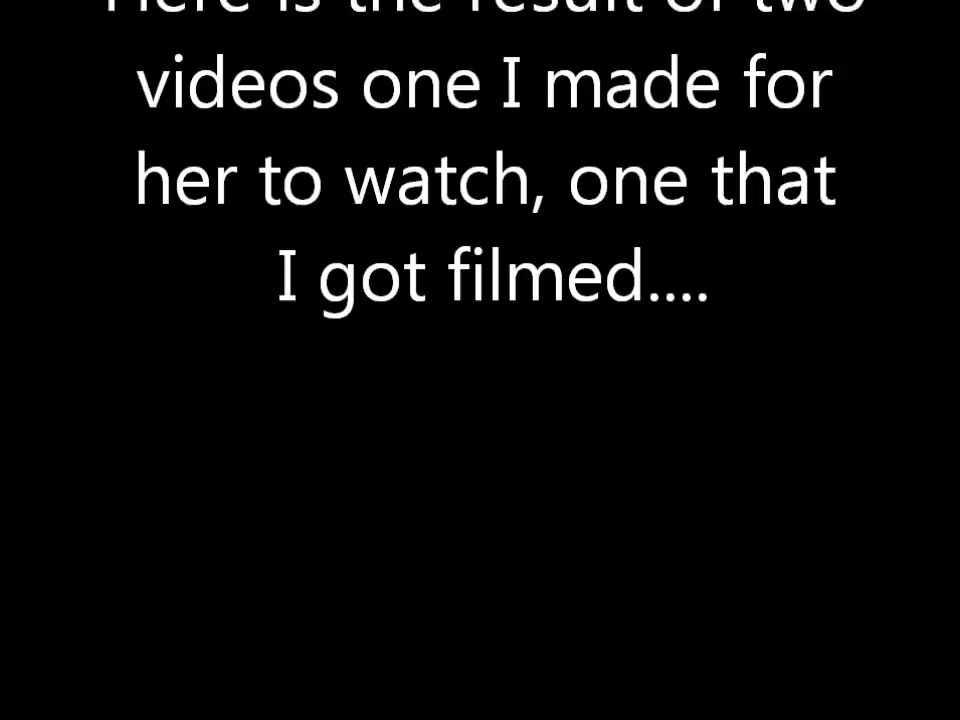 Here is the result of two
videos one I made for
her to watch, one that
I got filmed....